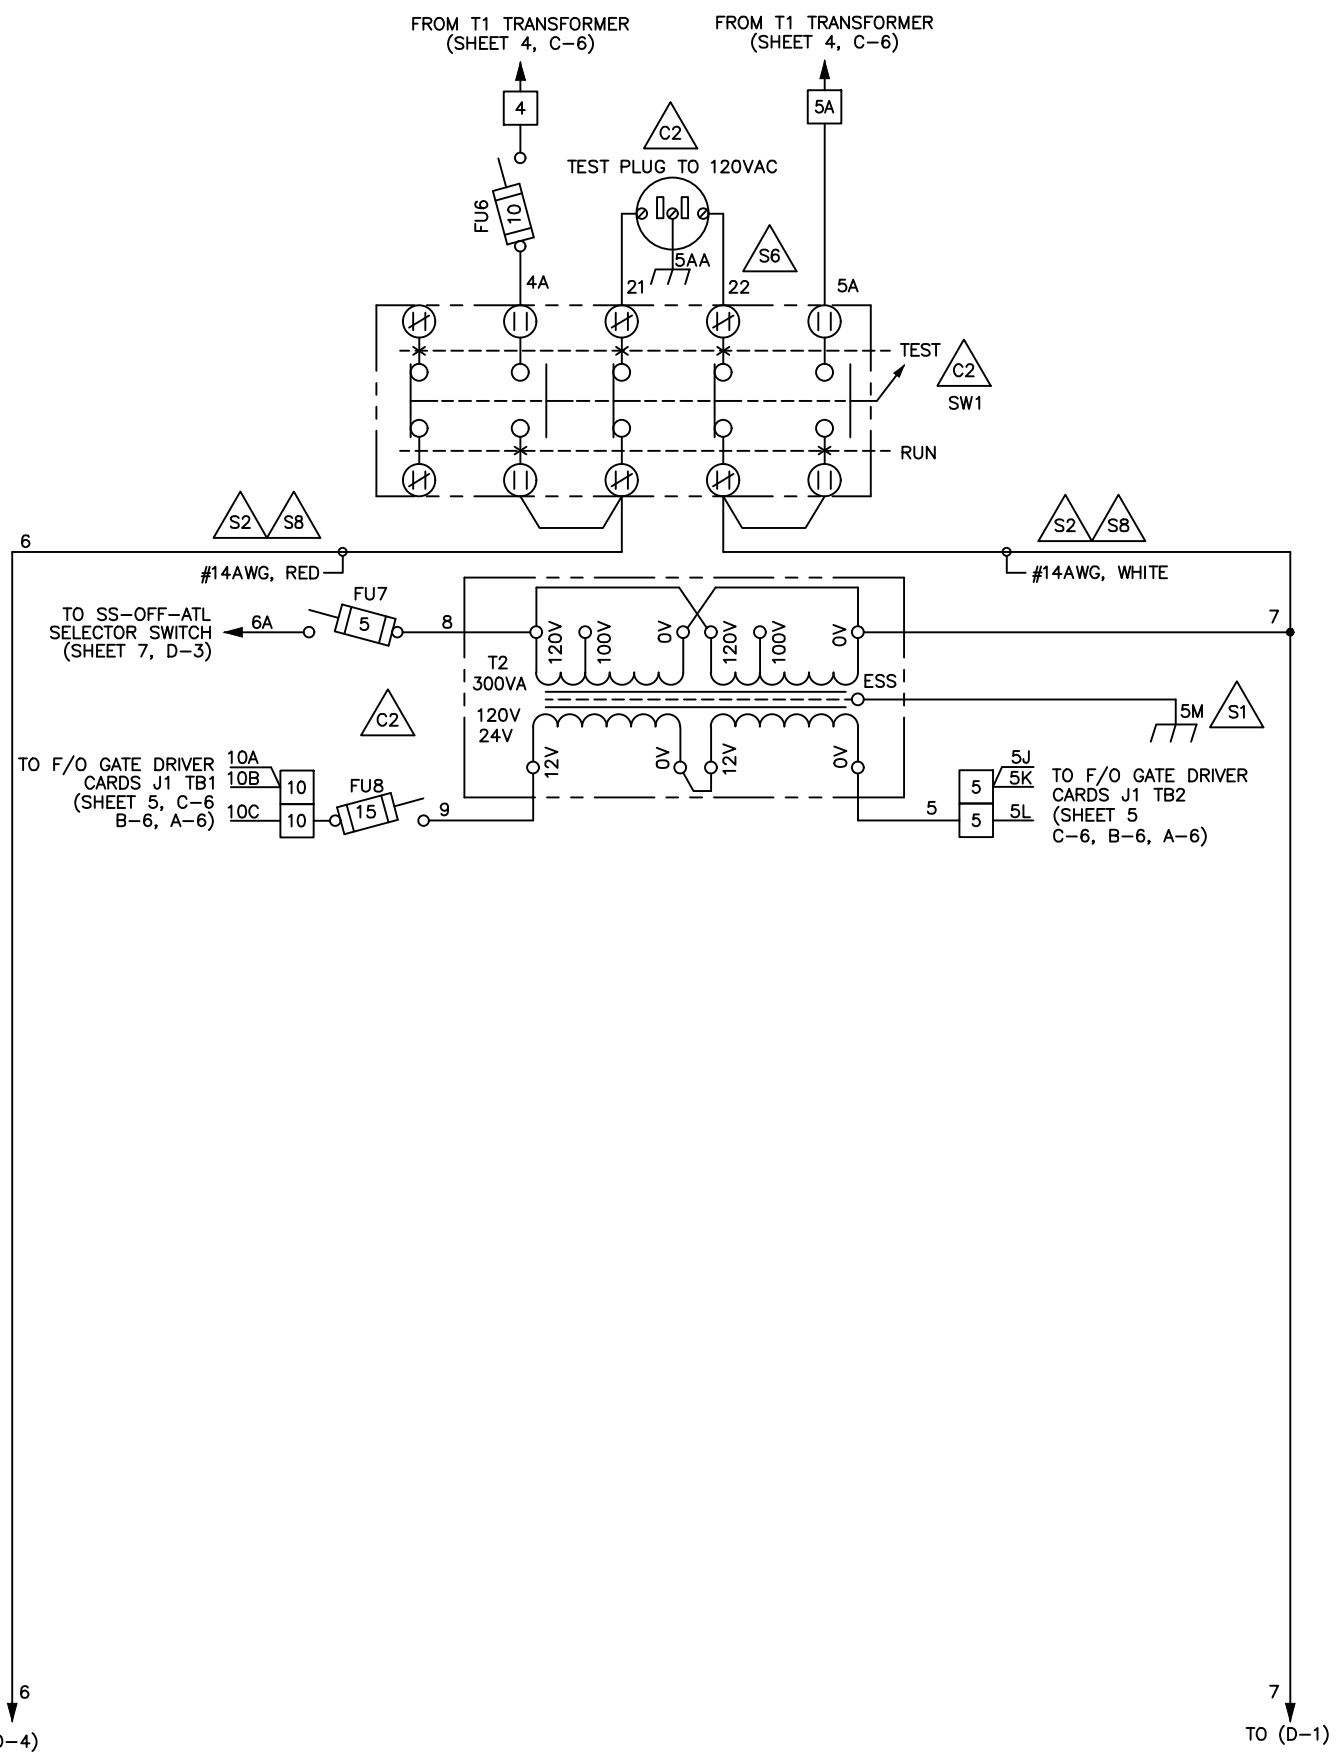 FROM T1 TRANSFORMER
(SHEET 4, C-6)
FROM T1 TRANSFORMER
(SHEET 4, C-6)
4
5A
C2
TEST PLUG TO 120VAC
FU6
10
5AA
S6
4A
21
22
5A
TEST
C2
SW1
RUN
S2
S8
S2
S8
6
#14AWG, RED
#14AWG, WHITE
FU7
5
TO SS-OFF-ATL
SELECTOR SWITCH
(SHEET 7, D-3)
6A
8
120V
100V
0V
120V
100V
0V
7
T2
300VA
ESS
120V
24V
C2
5M
S1
12V
0V
12V
0V
TO F/O GATE DRIVER
CARDS J1 TB1
(SHEET 5, C-6
B-6, A-6)
10A
10B
10C
10
10
FU8
15
9
5
5
5
5J
5K
5L
TO F/O GATE DRIVER
CARDS J1 TB2
(SHEET 5
C-6, B-6, A-6)
6
7
-4)
TO (D-1)